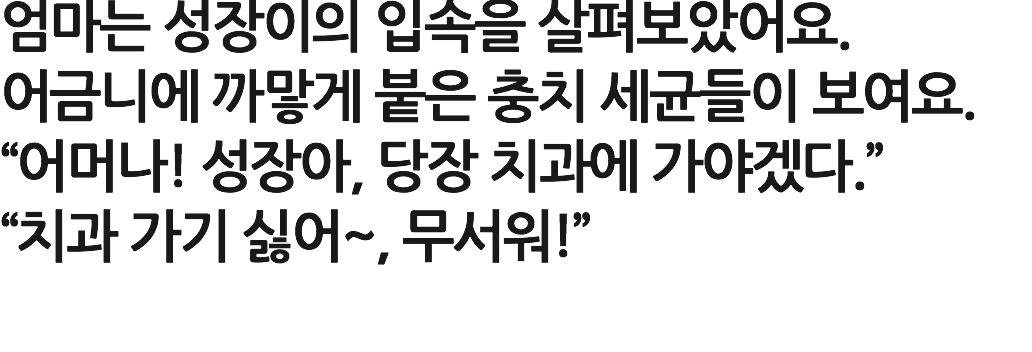 엄마는 성장이의 입속을 살펴보았어요.
어금니에 까맣게 붙은 충치 세균들이 보여요.
“어머나! 성장아, 당장 치과에 가야겠다.”
“치과 가기 싫어~, 무서워!”